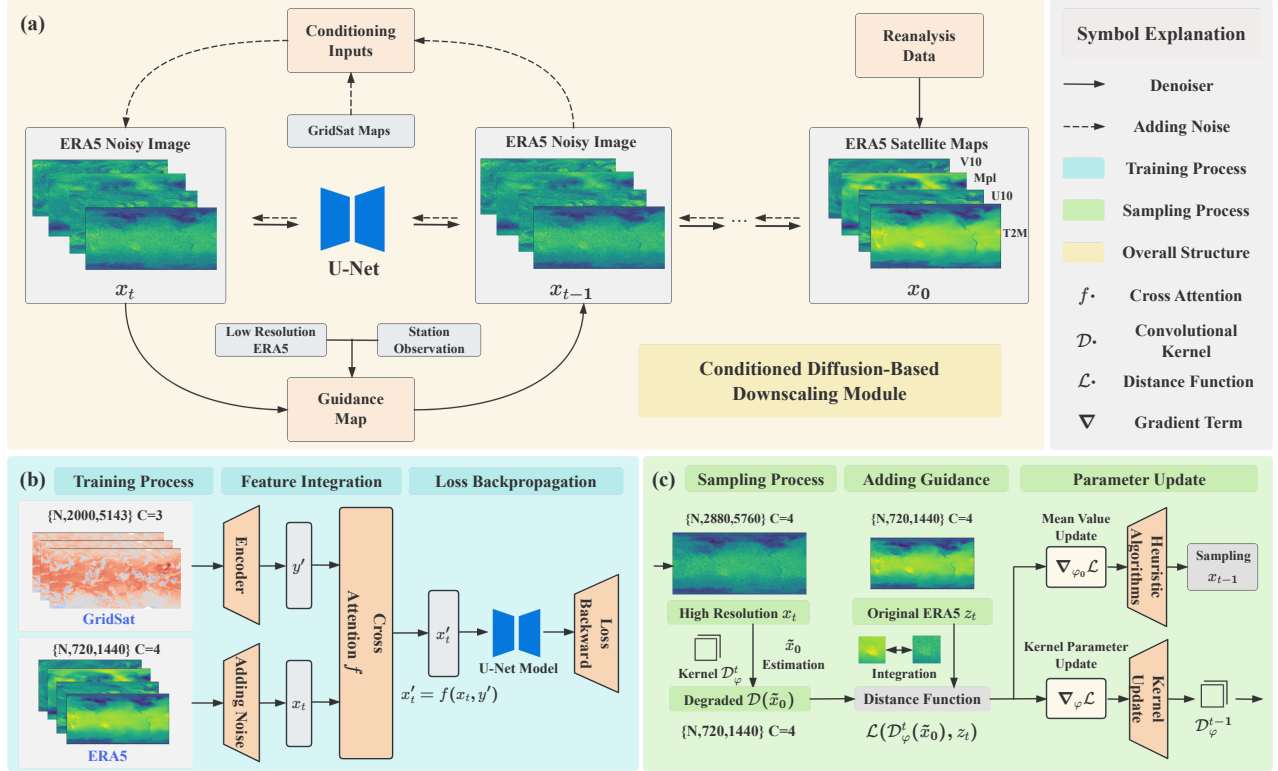 (a)
Conditioning
Inputs
Reanalysis
Data
GridSat Maps
ERA5 Noisy Image
ERA5 Noisy Image
ERA5 Satellite Maps
V10
Mpl
U10
T2M
...
U-Net
x_t
x_{t−1}
x_0
Low Resolution
ERA5
Station
Observation
Guidance
Map
Conditioned Diffusion-Based
Downscaling Module
Symbol Explanation
Denoiser
Adding Noise
Training Process
Sampling Process
Overall Structure
f· Cross Attention
𝒟· Convolutional
Kernel
ℒ· Distance Function
∇ Gradient Term
(b)
Training Process
Feature Integration
Loss Backpropagation
{N,2000,5143} C=3
GridSat
{N,720,1440} C=4
ERA5
Encoder
y′
Adding Noise
x_t
Cross
Attention f
x′_t
x′_t = f(x_t, y′)
U-Net Model
Loss
Backward
(c)
Sampling Process
Adding Guidance
Parameter Update
{N,2880,5760} C=4
High Resolution x_t
Kernel 𝒟^t_φ
x̃_0
Estimation
Degraded 𝒟(x̃_0)
{N,720,1440} C=4
{N,720,1440} C=4
Original ERA5 z_t
Integration
Distance Function
ℒ(𝒟^t_φ(x̃_0), z_t)
Mean Value
Update
∇_{φ_0}ℒ
Heuristic
Algorithms
Sampling
x_{t−1}
Kernel Parameter
Update
∇_φℒ
Kernel
Update
𝒟^{t−1}_φ